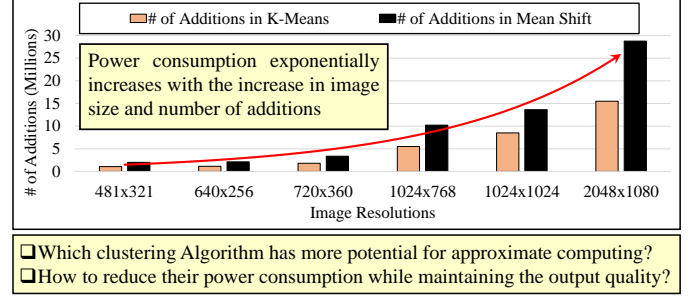 # of Additions in K-Means # of Additions in Mean Shift
# of Additions (Millions)
30
25
20
15
10
5
0
Power consumption exponentially
increases with the increase in image
size and number of additions
481x321 640x256 720x360 1024x768 1024x1024 2048x1080
Image Resolutions
❑Which clustering Algorithm has more potential for approximate computing?
❑How to reduce their power consumption while maintaining the output quality?